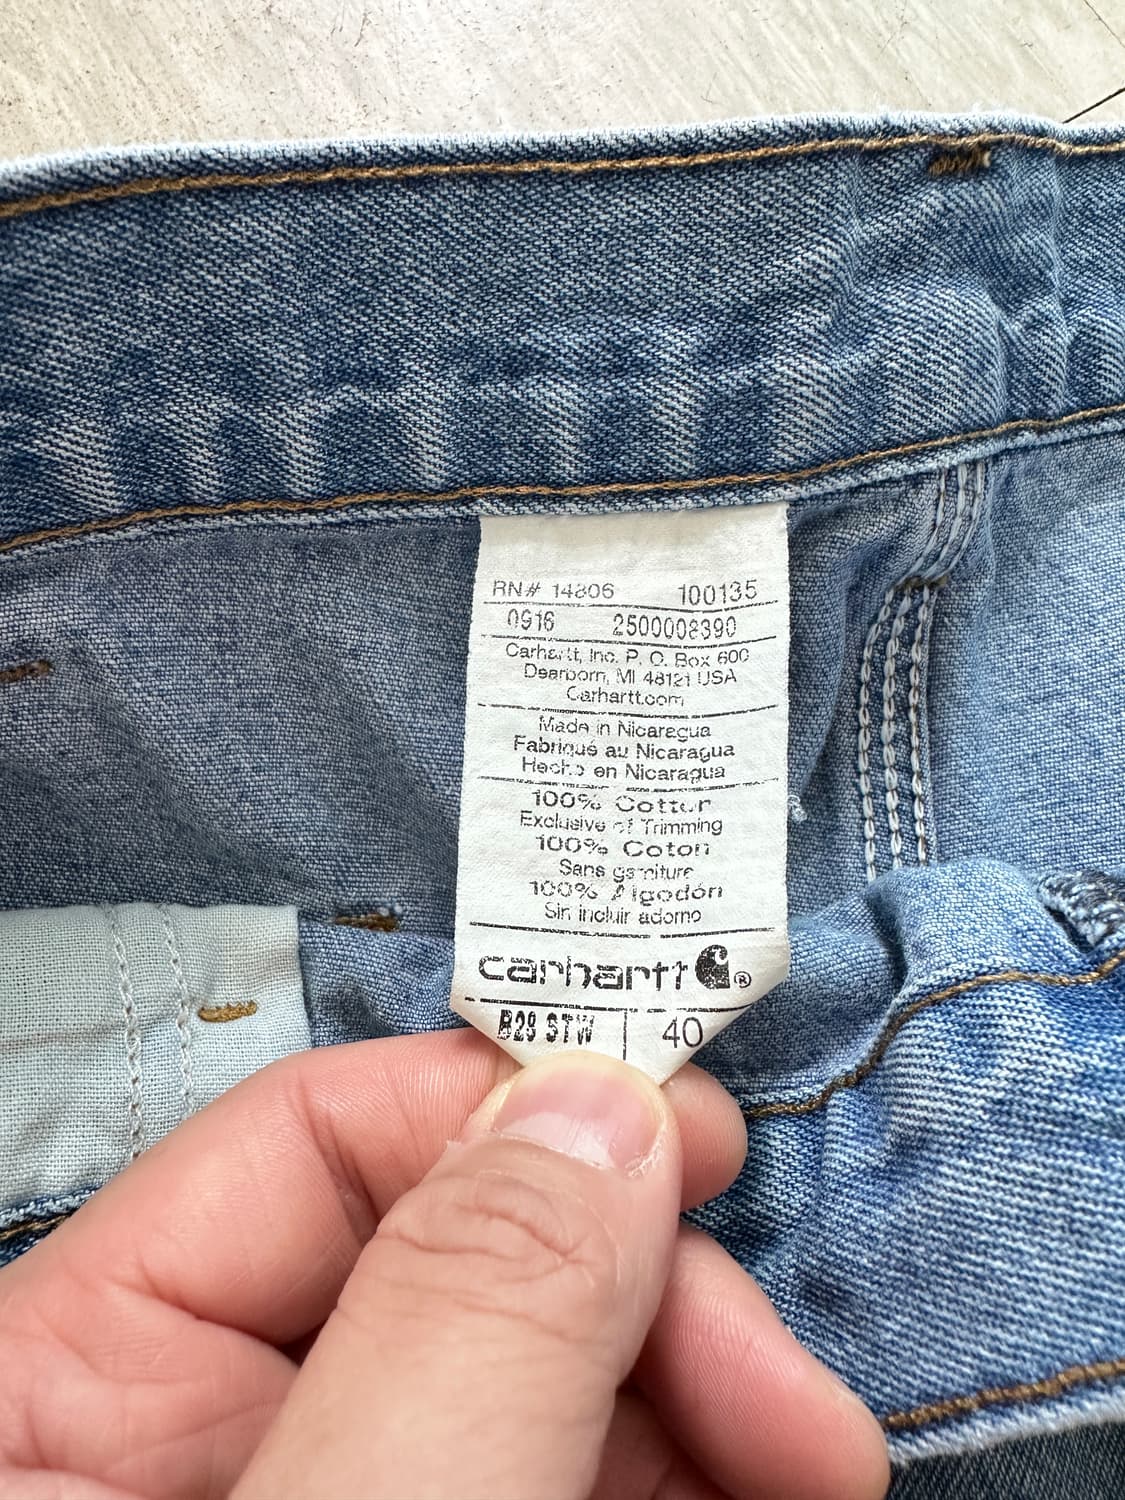 RN# 14806 100135
0916 2500008390
Carhartt, Inc. P. O. Box 600
Dearborn, MI 48121 USA
Carhartt.com
Made in Nicaragua
Fabriqué au Nicaragua
Hecho en Nicaragua
100% Cotton
Exclusive of Trimming
100% Coton
Sans garniture
100% Algodón
Sin incluir adorno
carhartt ®
B29 STW 40